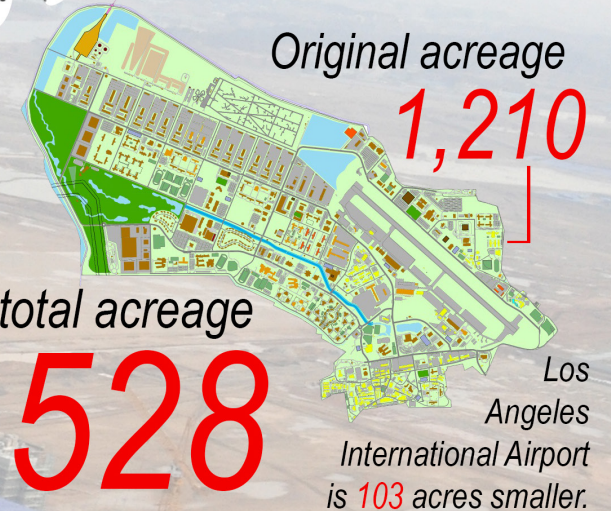 Original acreage
1,210
total acreage
528
Los
Angeles
International Airport
is 103 acres smaller.